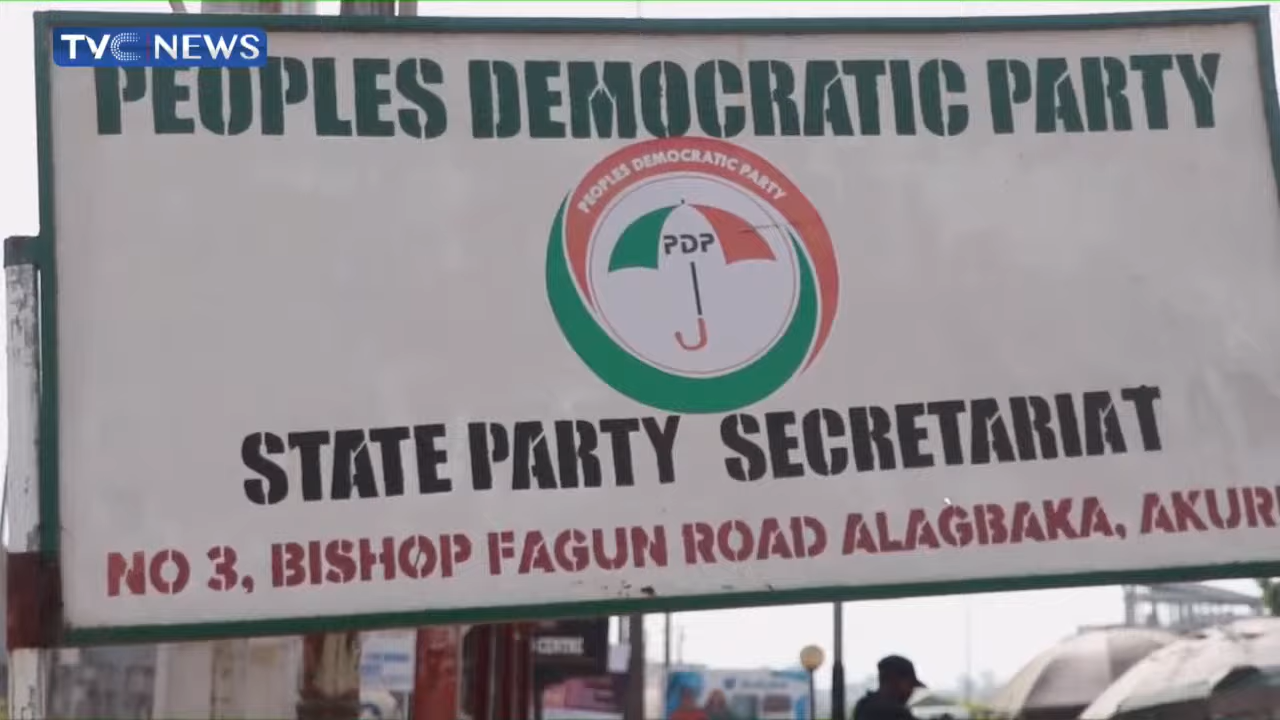 TVC NEWS
PEOPLES DEMOCRATIC PARTY
PEOPLES DEMOCRATIC PARTY
PDP
STATE PARTY SECRETARIAT
NO 3, BISHOP FAGUN ROAD ALAGBAKA, AKUR
CENTRE